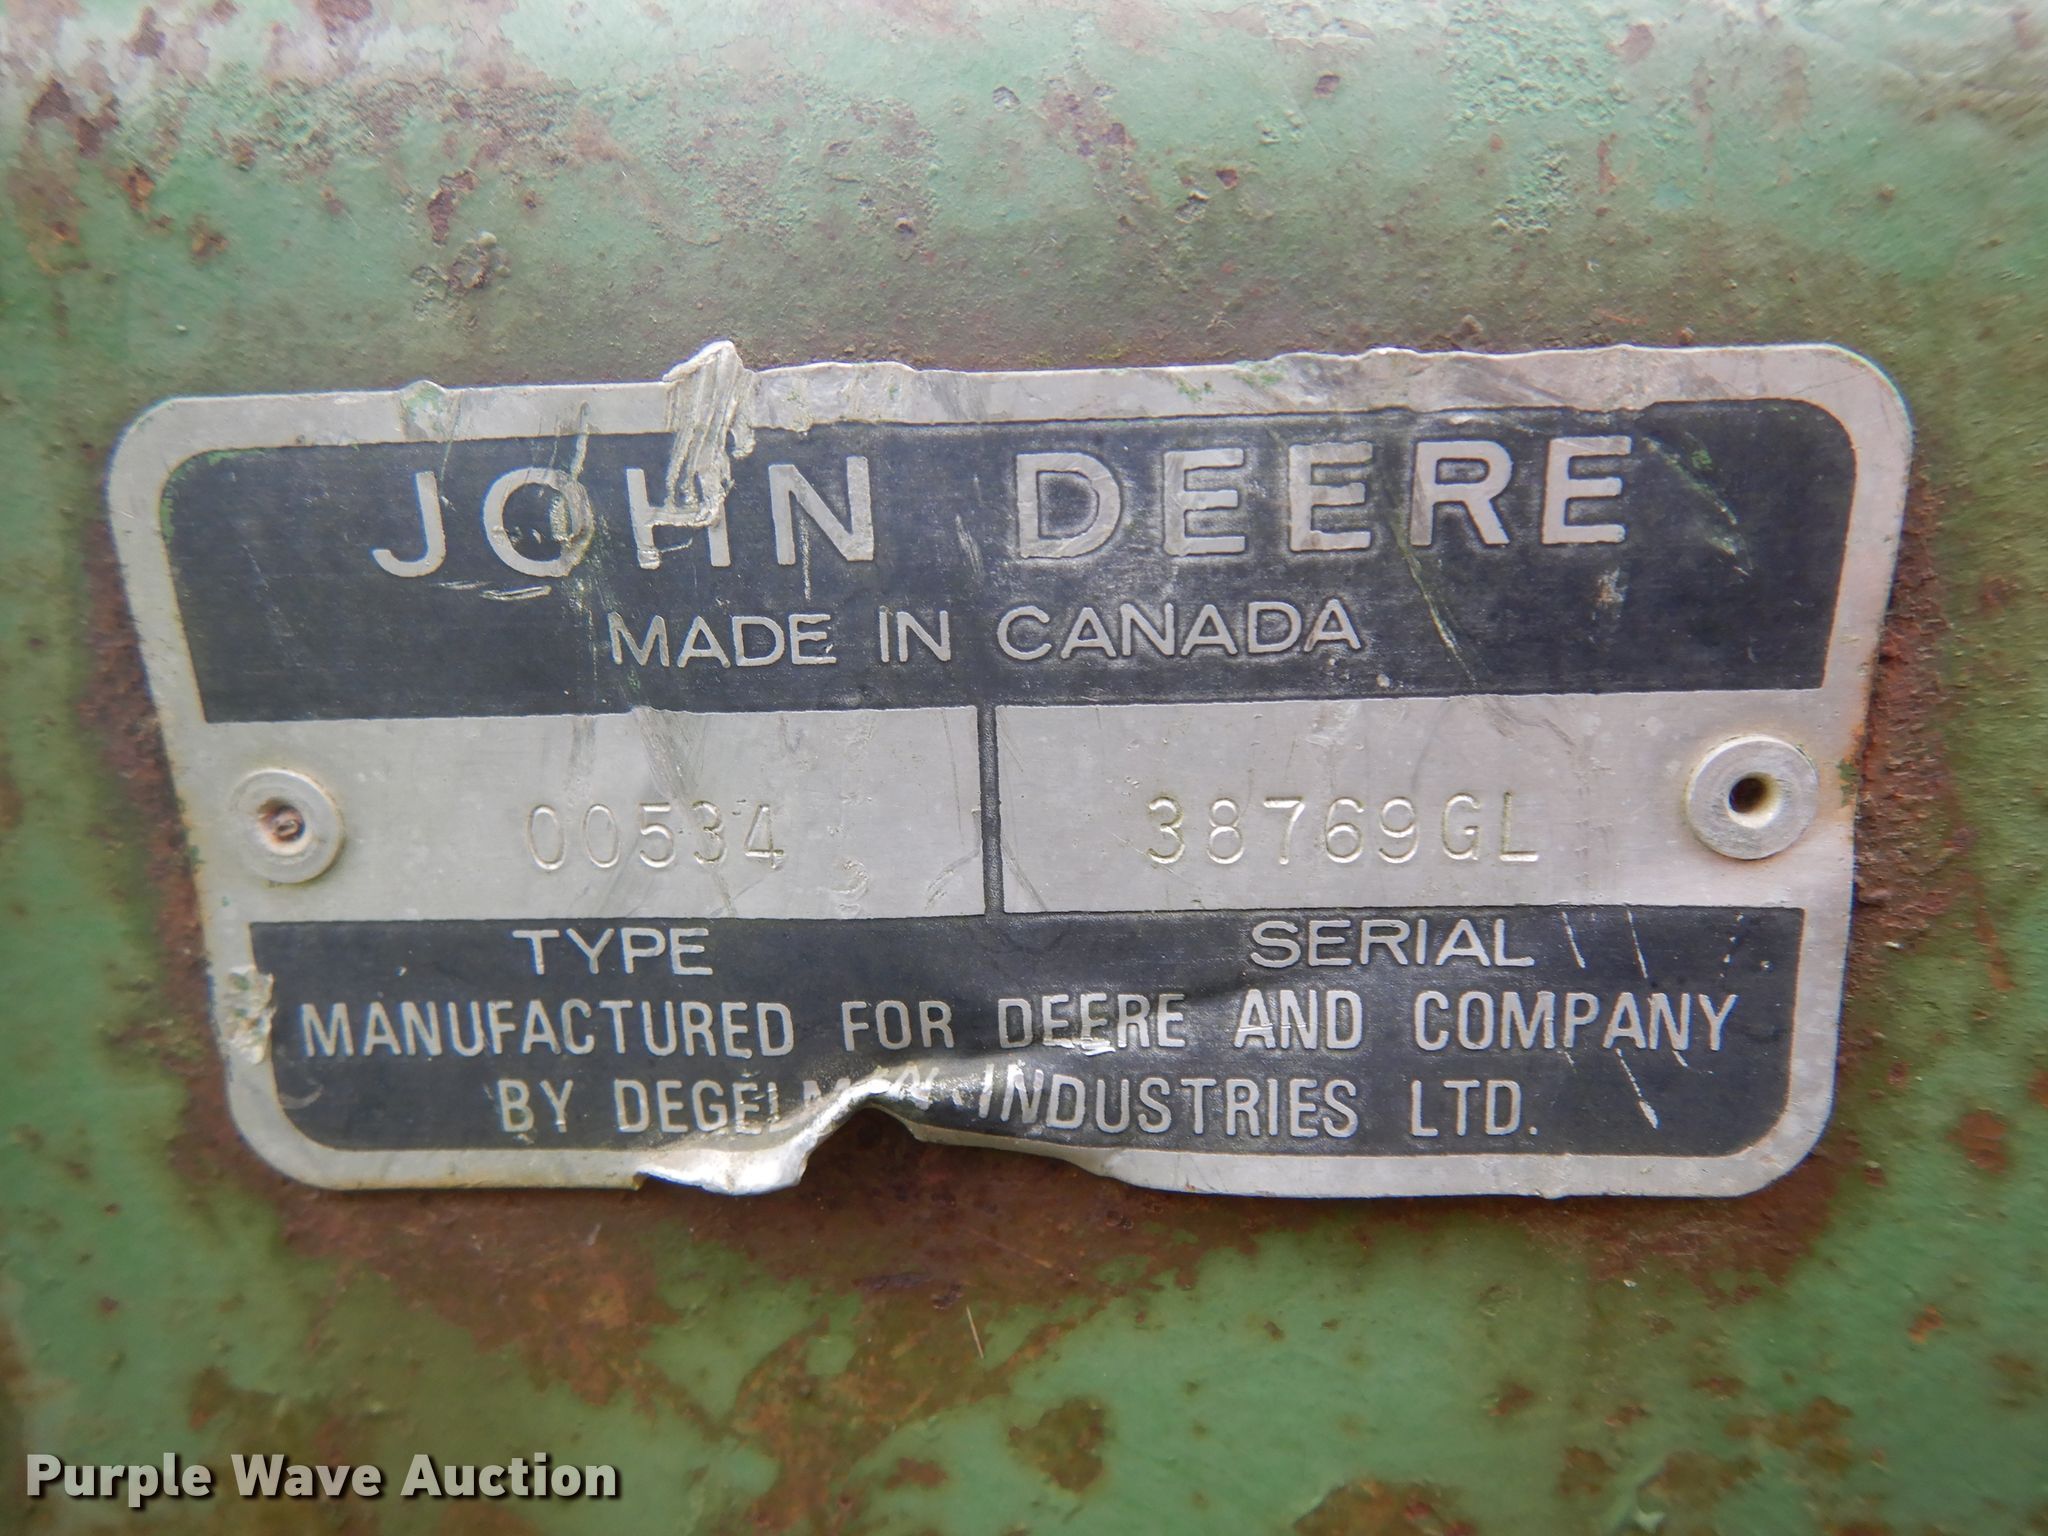 JOHN DEERE
MADE IN CANADA
00534 38769GL
TYPE SERIAL
MANUFACTURED FOR DEERE AND COMPANY
BY DEGELMAN INDUSTRIES LTD.
Purple Wave Auction